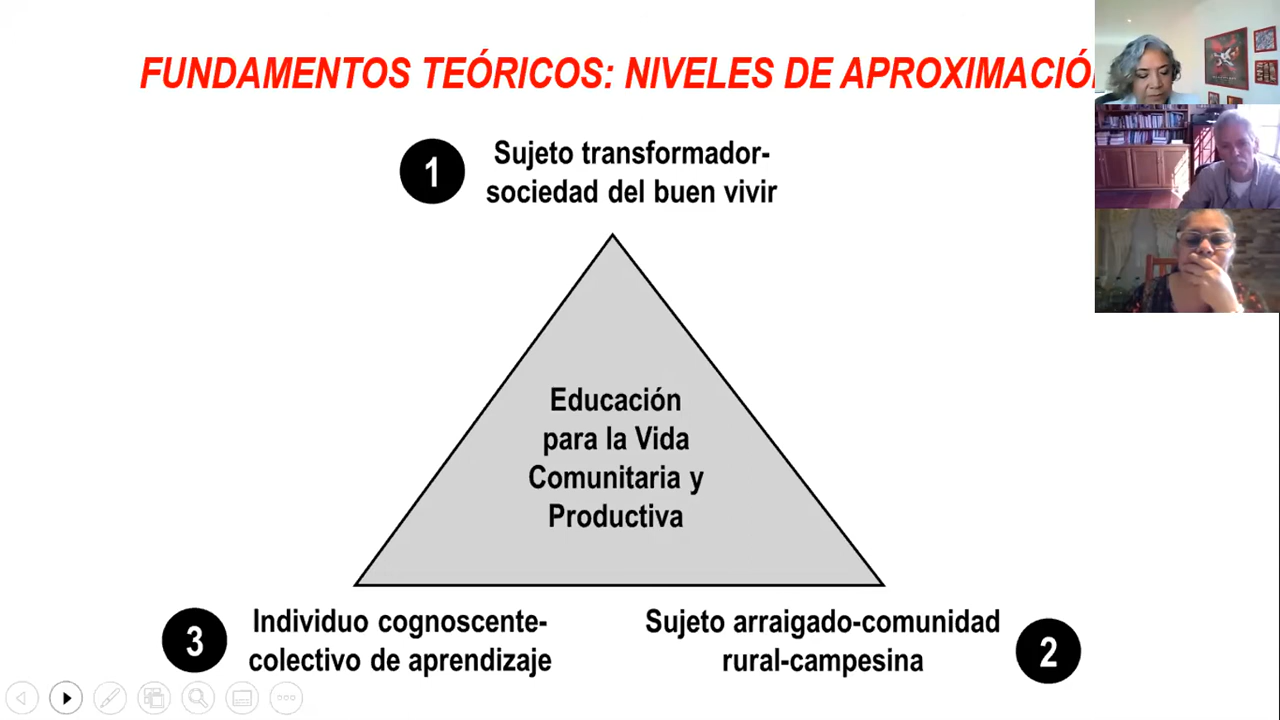 FUNDAMENTOS TEÓRICOS: NIVELES DE APROXIMACIÓN
1
Sujeto transformador-
sociedad del buen vivir
Educación
para la Vida
Comunitaria y
Productiva
3
Individuo cognoscente-
colectivo de aprendizaje
Sujeto arraigado-comunidad
rural-campesina
2